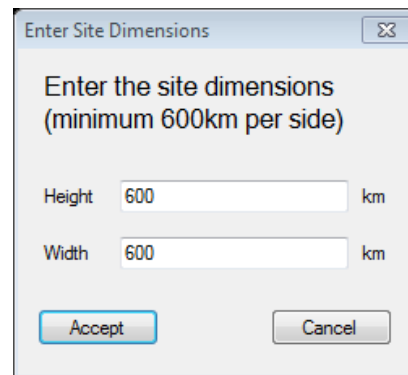 Enter Site Dimensions
Enter the site dimensions
(minimum 600km per side)
Height 600 km
Width 600 km
Accept Cancel